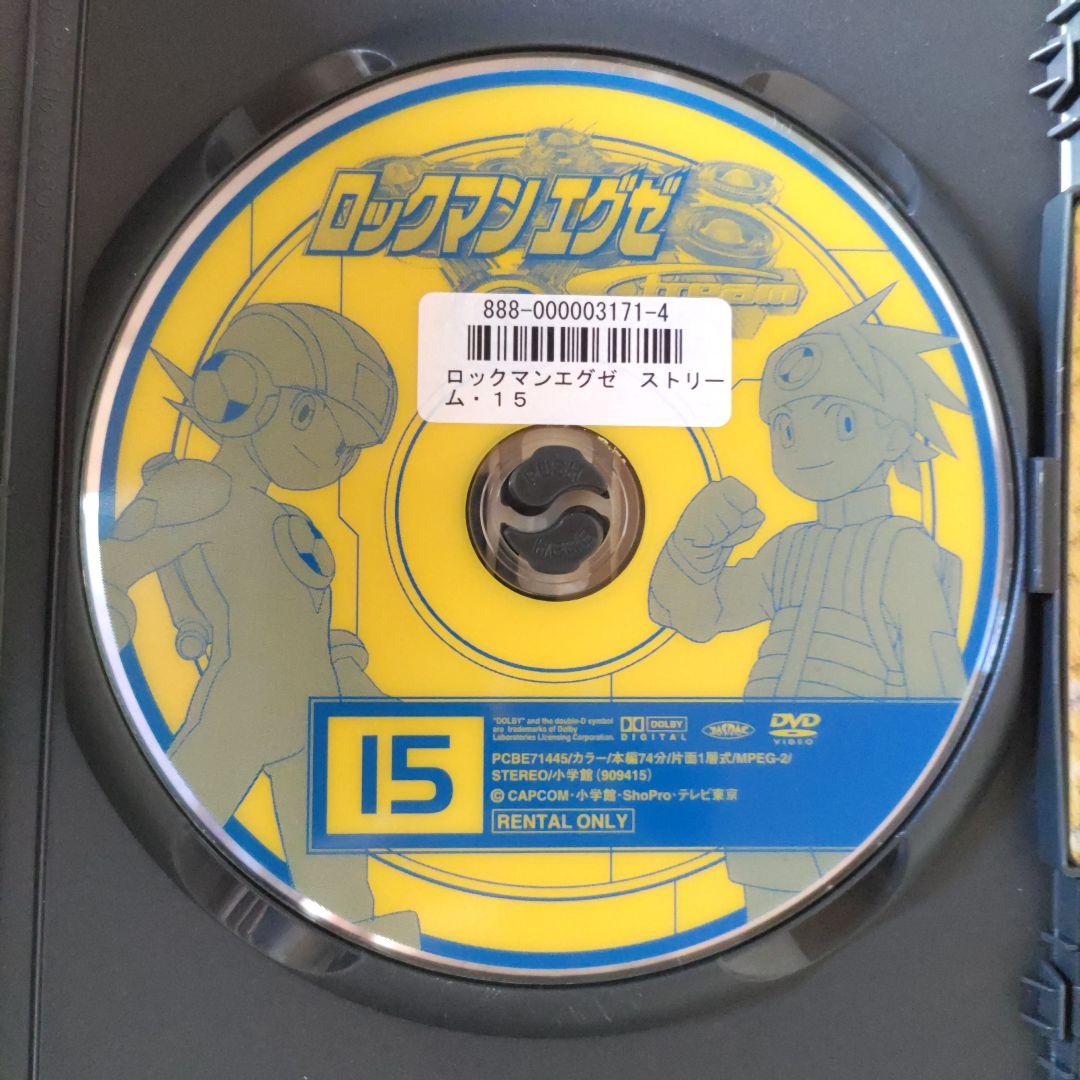 ロックマンエグゼ
Stream
888-000003171-4
ロックマンエグゼ　ストリー
ム・１５
PUSH
15
"DOLBY" and the double-D symbol
are trademarks of Dolby
Laboratories Licensing Corporation.
DOLBY
DIGITAL
JASRAC
DVD
VIDEO
PCBE71445/カラー/本編74分/片面1層式/MPEG-2/
STEREO/小学館(909415)
©CAPCOM・小学館・ShoPro・テレビ東京
RENTAL ONLY